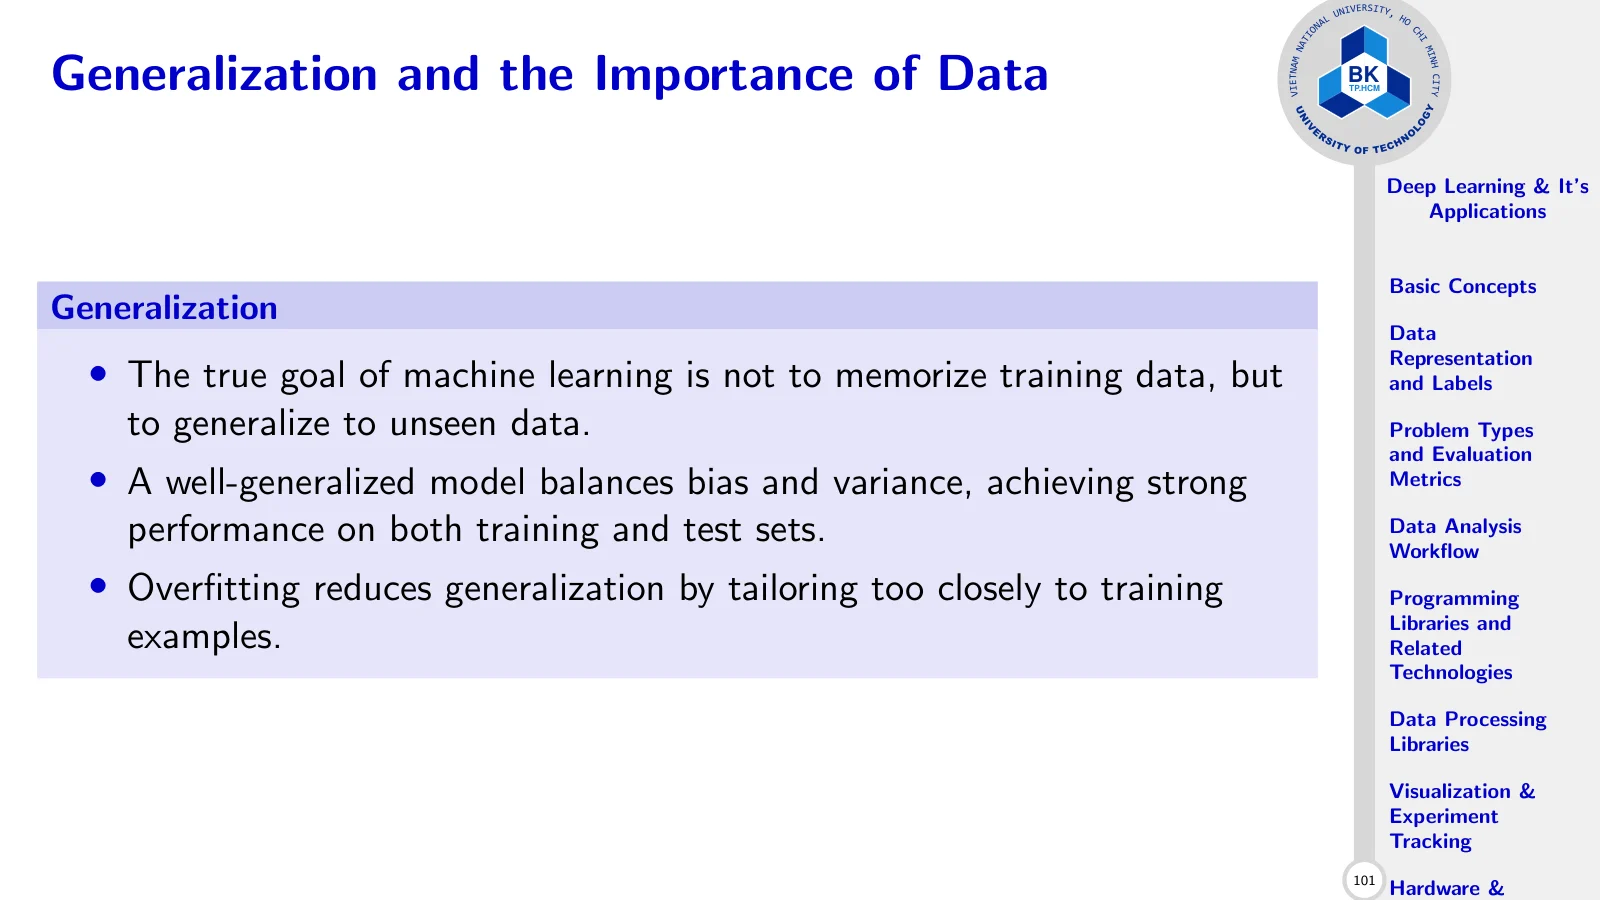 Generalization and the Importance of Data
Generalization
• The true goal of machine learning is not to memorize training data, but
to generalize to unseen data.
• A well-generalized model balances bias and variance, achieving strong
performance on both training and test sets.
• Overfitting reduces generalization by tailoring too closely to training
examples.
VIETNAM NATIONAL UNIVERSITY, HO CHI MINH CITY
BK
TP.HCM
UNIVERSITY OF TECHNOLOGY
Deep Learning & It's
Applications
Basic Concepts
Data
Representation
and Labels
Problem Types
and Evaluation
Metrics
Data Analysis
Workflow
Programming
Libraries and
Related
Technologies
Data Processing
Libraries
Visualization &
Experiment
Tracking
Hardware &
101